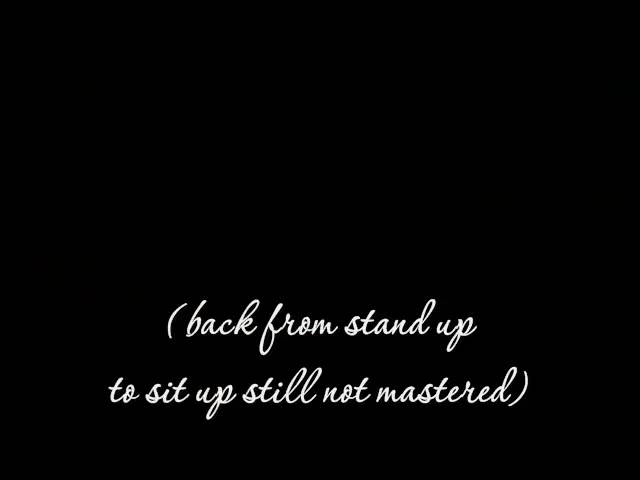 (back from stand up
to sit up still not mastered)